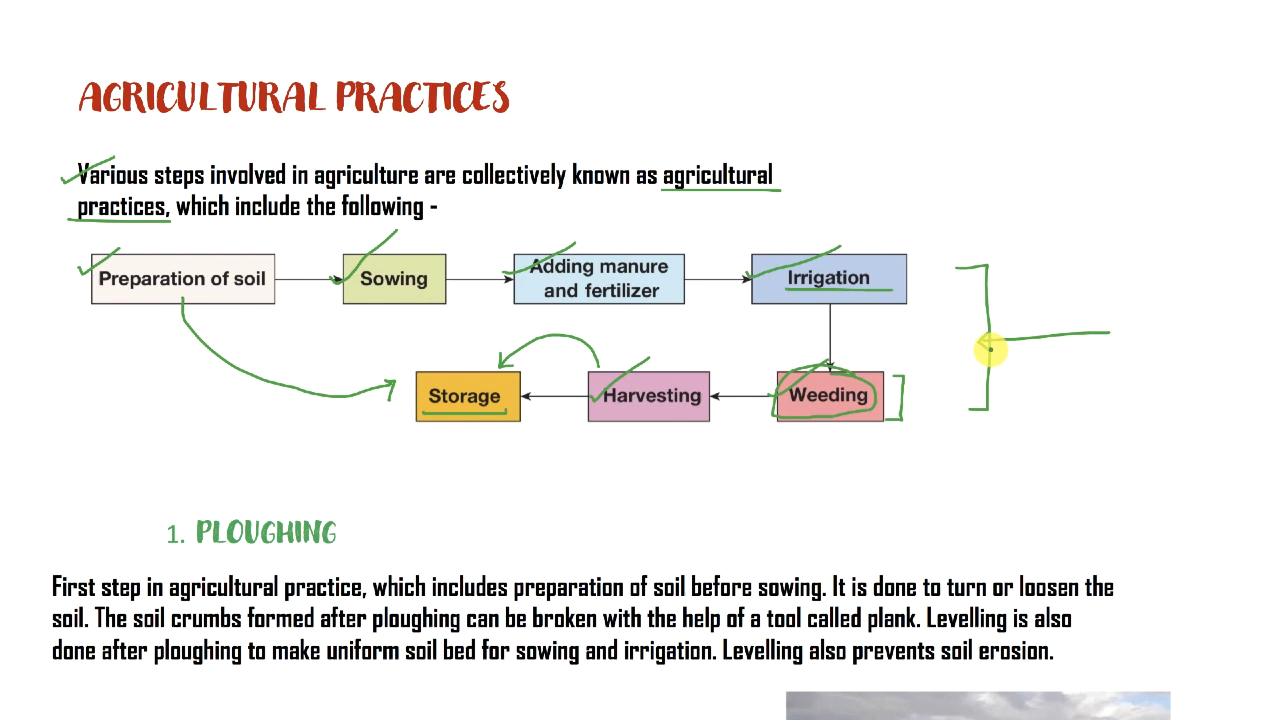 AGRICULTURAL PRACTICES
Various steps involved in agriculture are collectively known as agricultural
practices, which include the following -
Preparation of soil
Sowing
Adding manure
and fertilizer
Irrigation
Weeding
Harvesting
Storage
1. PLOUGHING
First step in agricultural practice, which includes preparation of soil before sowing. It is done to turn or loosen the
soil. The soil crumbs formed after ploughing can be broken with the help of a tool called plank. Levelling is also
done after ploughing to make uniform soil bed for sowing and irrigation. Levelling also prevents soil erosion.